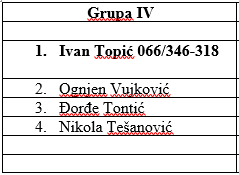 Grupa IV
1. Ivan Topić 066/346-318
2. Ognjen Vujković
3. Đorđe Tontić
4. Nikola Tešanović